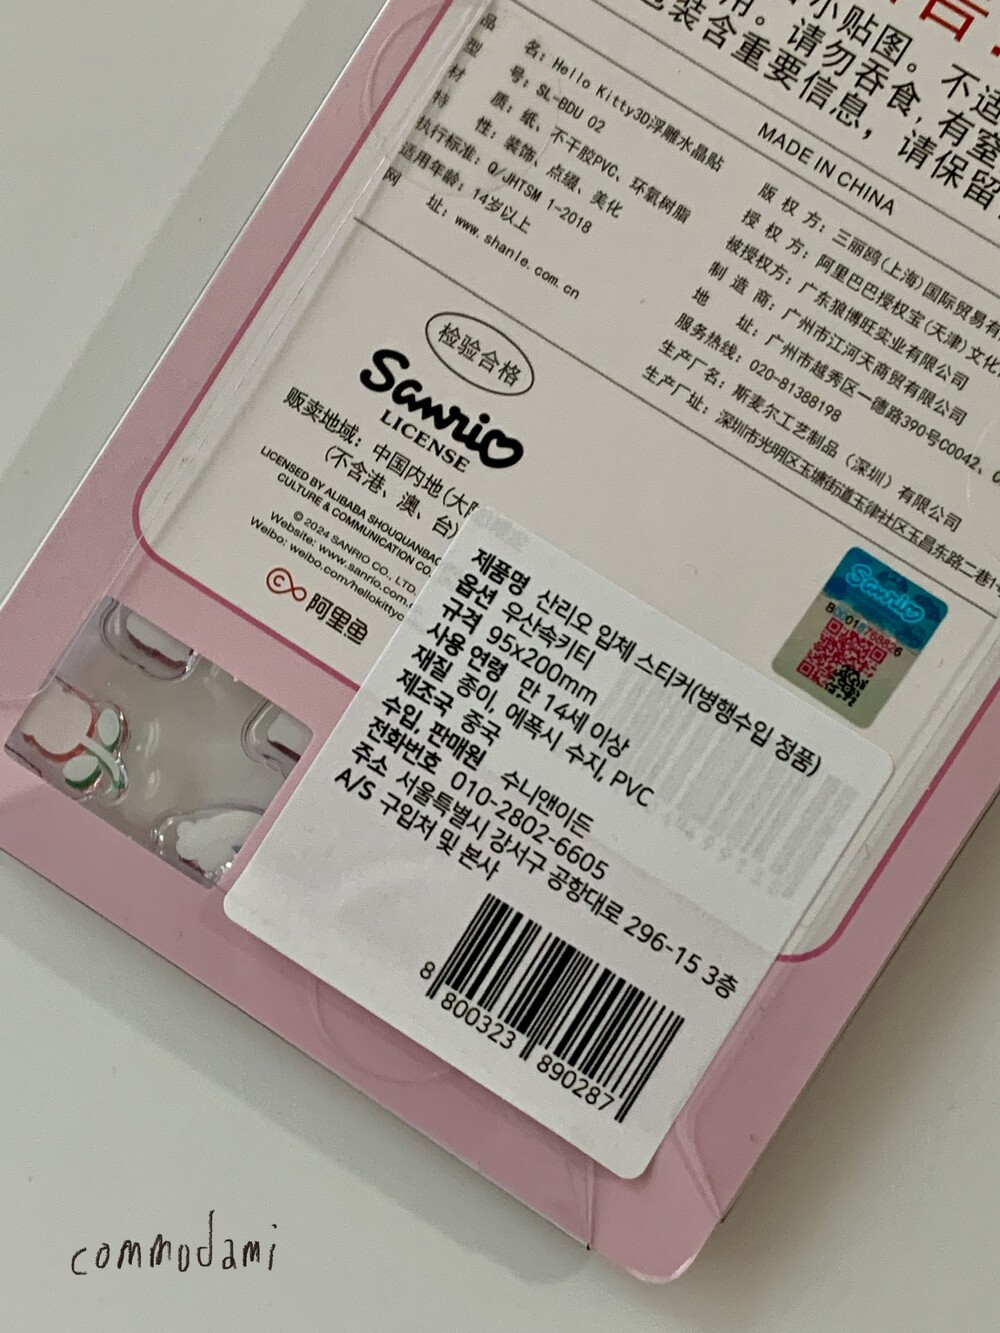 告
小贴图。不适
用。请勿吞食，有窒
包装含重要信息，请保留
MADE IN CHINA
品 名：Hello Kitty3D浮雕水晶贴
型 号：SL-BDU 02
材 质：纸、不干胶PVC、环氧树脂
特 性：装饰、点缀、美化
执行标准：Q/JHTSM 1-2018
适用年龄：14岁以上
网 址：www.shanle.com.cn
版 权 方：三丽鸥(上海)国际贸易有
授 权 方：阿里巴巴授权宝(天津)文化
被授权方：广东狼博旺实业有限公司
制 造 商：广州市江河天商贸有限公司
地 址：广州市越秀区一德路390号C0042、
服务热线：020-81388198
生产厂名：斯麦尔工艺制品（深圳）有限公司
生产厂址：深圳市光明区玉塘街道玉律社区玉昌东路二巷
检验合格
Sanrio
LICENSE
贩卖地域：中国内地(大
(不含港、澳、台)
LICENSED BY ALIBABA SHOUQUANBAO
CULTURE & COMMUNICATION CO.
© 2024 SANRIO CO., LTD.
Website: www.sanrio.com.
Weibo: weibo.com/hellokittyc
阿里鱼
Sanrio
제품명 산리오 입체 스티커(병행수입 정품)
옵션 우산속키티
규격 95x200mm
사용 연령 만 14세 이상
재질 종이, 에폭시 수지, PVC
제조국 중국
수입, 판매원 수니앤이든
전화번호 010-2802-6605
주소 서울특별시 강서구 공항대로 296-15 3층
A/S 구입처 및 본사
8 800323 890287
commodami